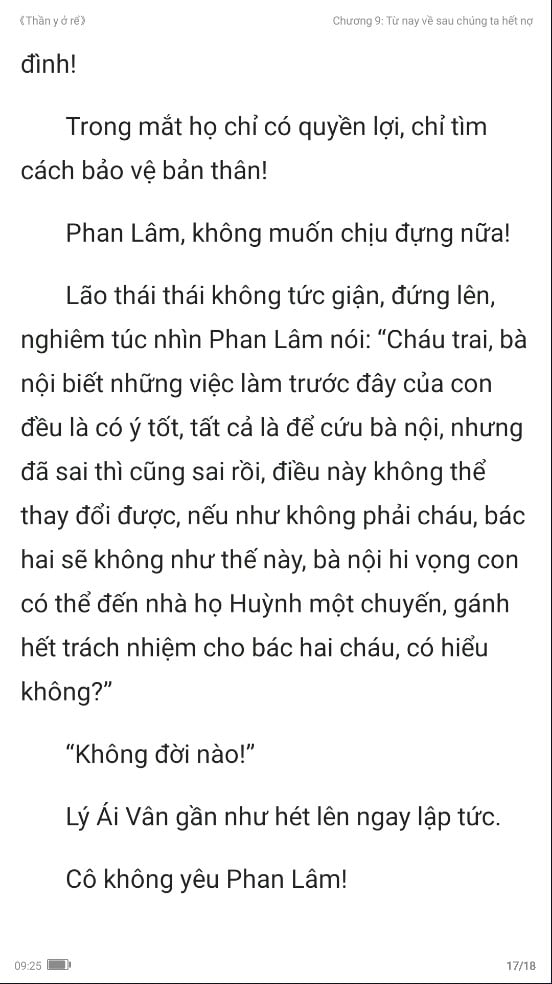 《Thần y ở rể》
Chương 9: Từ nay về sau chúng ta hết nợ
đình!
Trong mắt họ chỉ có quyền lợi, chỉ tìm
cách bảo vệ bản thân!
Phan Lâm, không muốn chịu đựng nữa!
Lão thái thái không tức giận, đứng lên,
nghiêm túc nhìn Phan Lâm nói: “Cháu trai, bà
nội biết những việc làm trước đây của con
đều là có ý tốt, tất cả là để cứu bà nội, nhưng
đã sai thì cũng sai rồi, điều này không thể
thay đổi được, nếu như không phải cháu, bác
hai sẽ không như thế này, bà nội hi vọng con
có thể đến nhà họ Huỳnh một chuyến, gánh
hết trách nhiệm cho bác hai cháu, có hiểu
không?”
“Không đời nào!”
Lý Ái Vân gần như hét lên ngay lập tức.
Cô không yêu Phan Lâm!
09:25
17/18